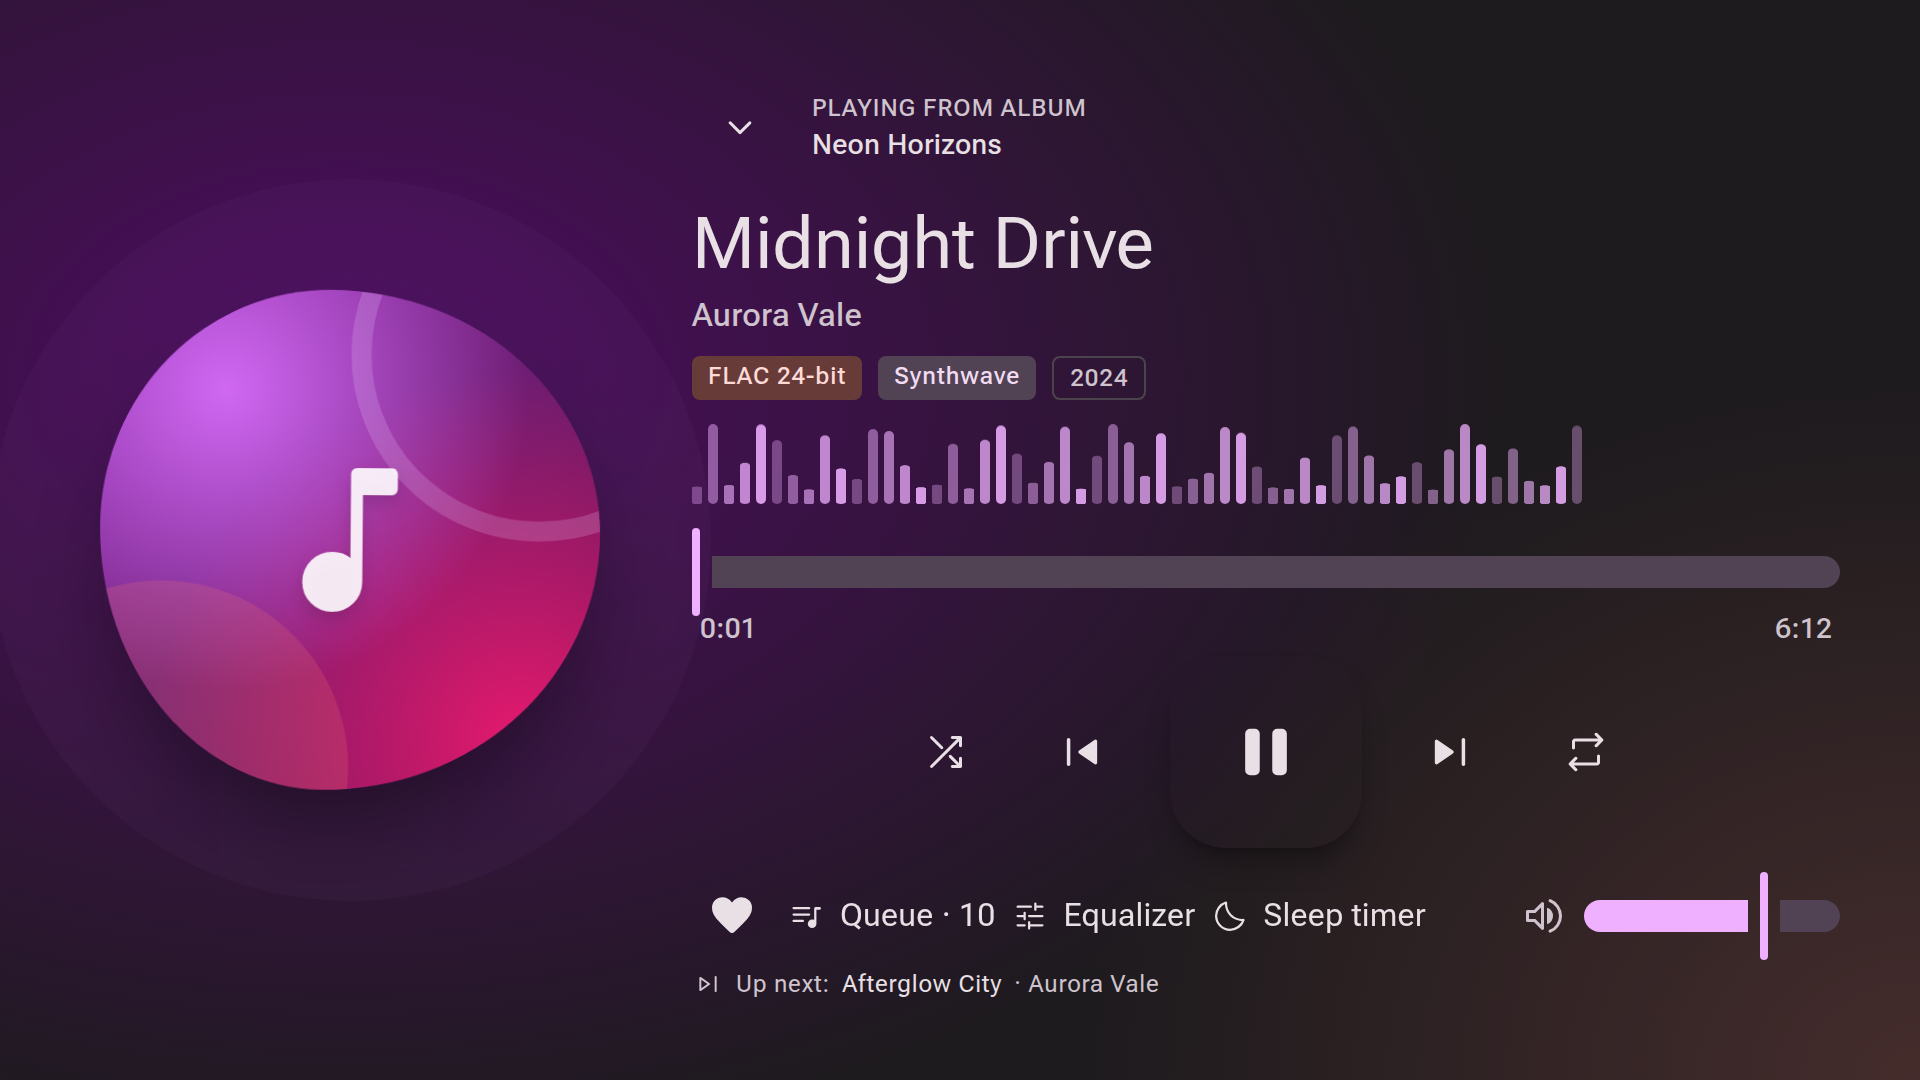 PLAYING FROM ALBUM
Neon Horizons
Midnight Drive
Aurora Vale
FLAC 24-bit Synthwave 2024
0:01 6:12
Queue · 10 Equalizer Sleep timer
Up next: Afterglow City · Aurora Vale